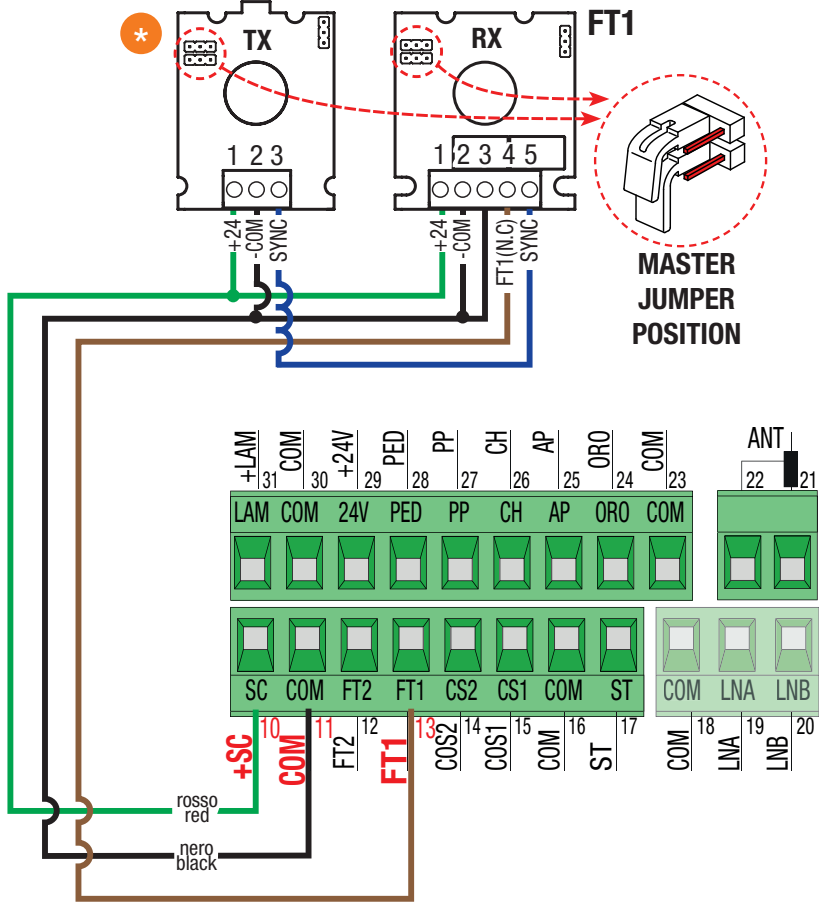 *
TX
RX
FT1
1 2 3
1 2 3 4 5
+24
-COM
SYNC
+24
-COM
FT1(N.C)
SYNC
MASTER
JUMPER
POSITION
+LAM
COM
+24V
PED
PP
CH
AP
ORO
COM
ANT
31 30 29 28 27 26 25 24 23 22 21
LAM COM 24V PED PP CH AP ORO COM
SC COM FT2 FT1 CS2 CS1 COM ST COM LNA LNB
10 11 12 13 14 15 16 17 18 19 20
+SC
COM
FT2
FT1
COS2
COS1
COM
ST
COM
LNA
LNB
rosso
red
nero
black